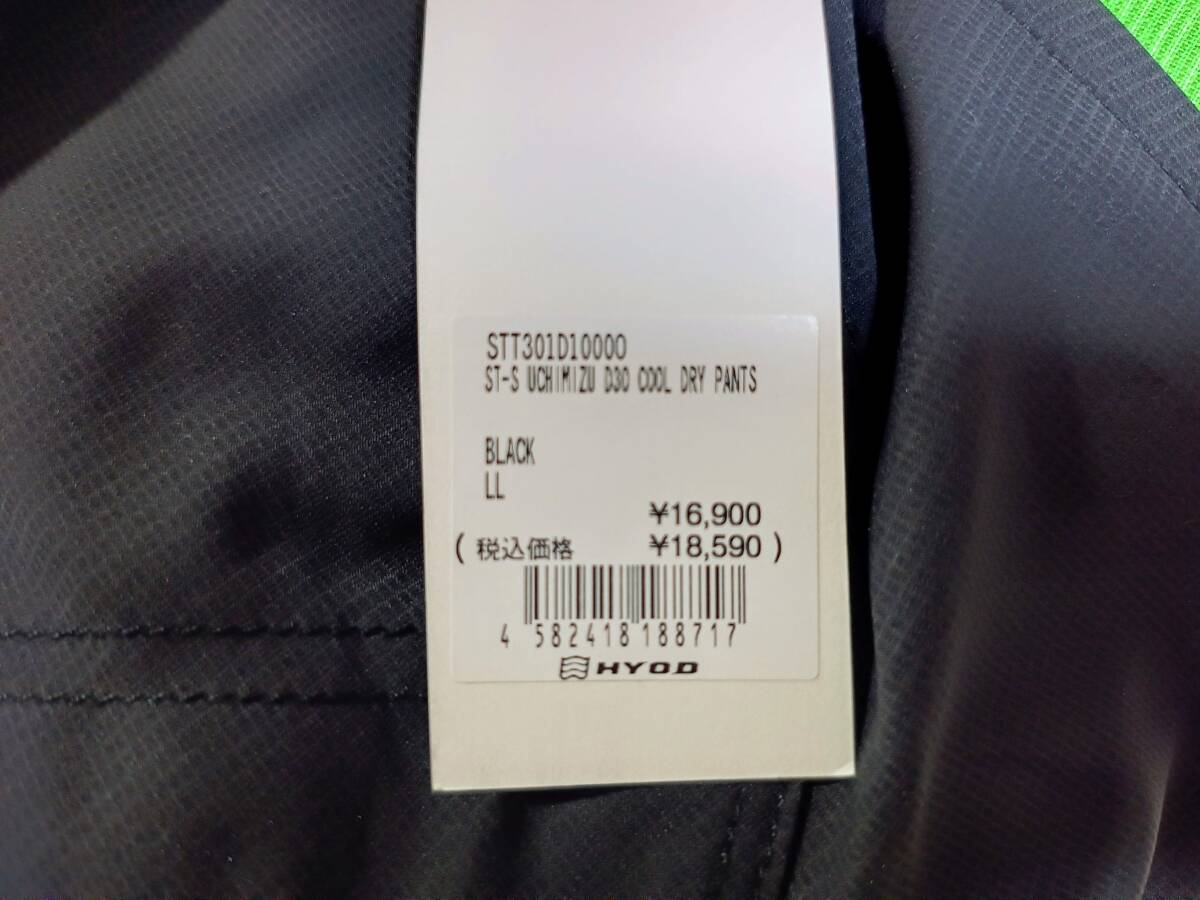 STT301D10000
ST-S UCHIMIZU D3O COOL DRY PANTS
BLACK
LL
¥16,900
( 税込価格 ¥18,590 )
4 582418 188717
HYOD